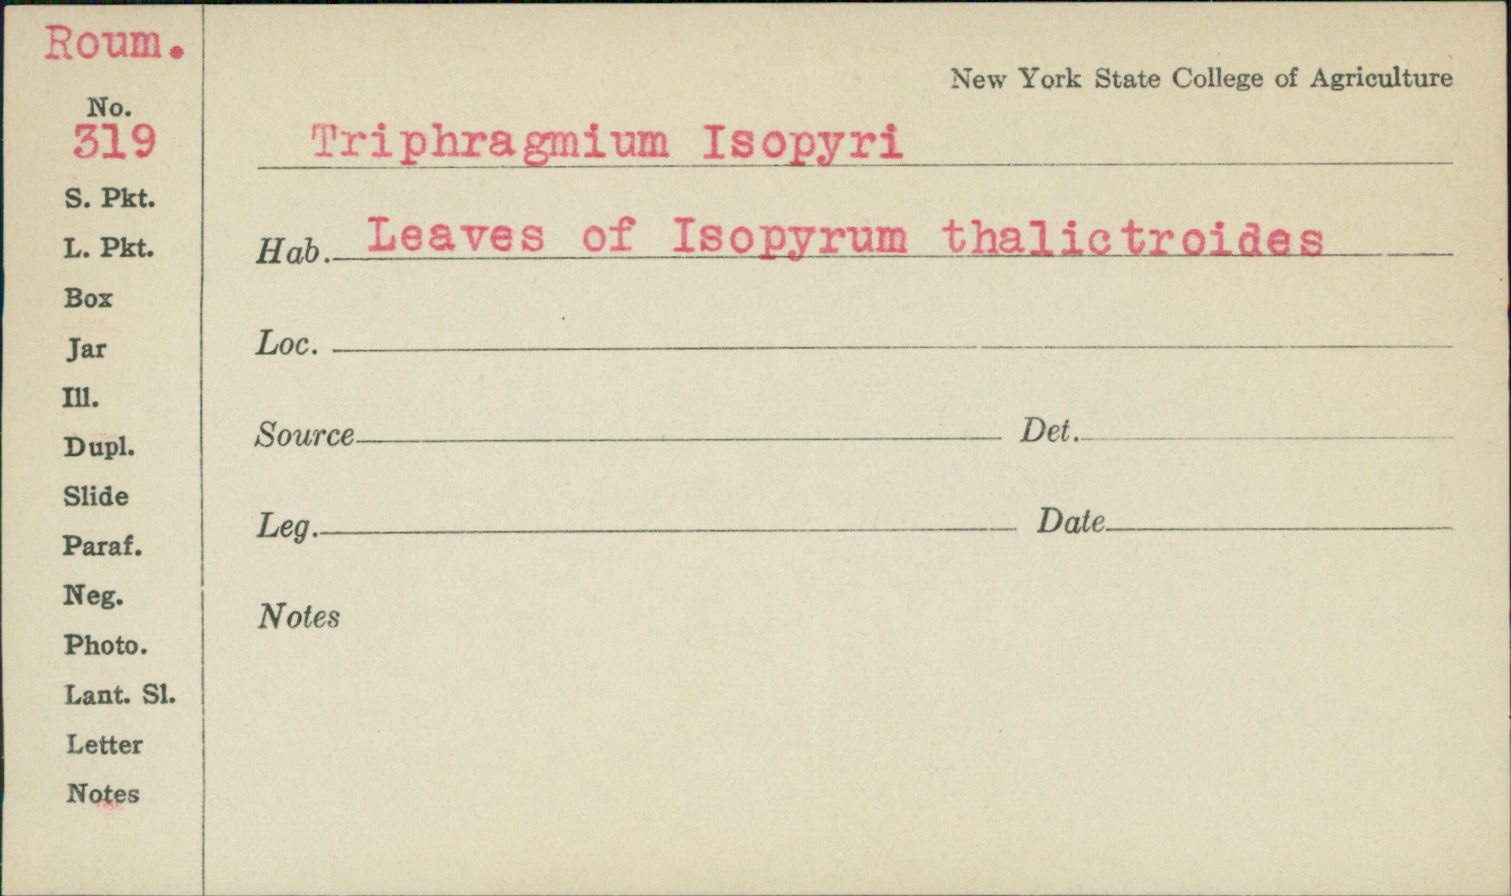 Roum.
New York State College of Agriculture
No.
319
Triphragmium Isopyri
S. Pkt.
L. Pkt.
Hab. Leaves of Isopyrum thalictroides
Box
Jar
Loc.
Ill.
Dupl.
Source Det.
Slide
Paraf.
Leg. Date
Neg.
Notes
Photo.
Lant. Sl.
Letter
Notes